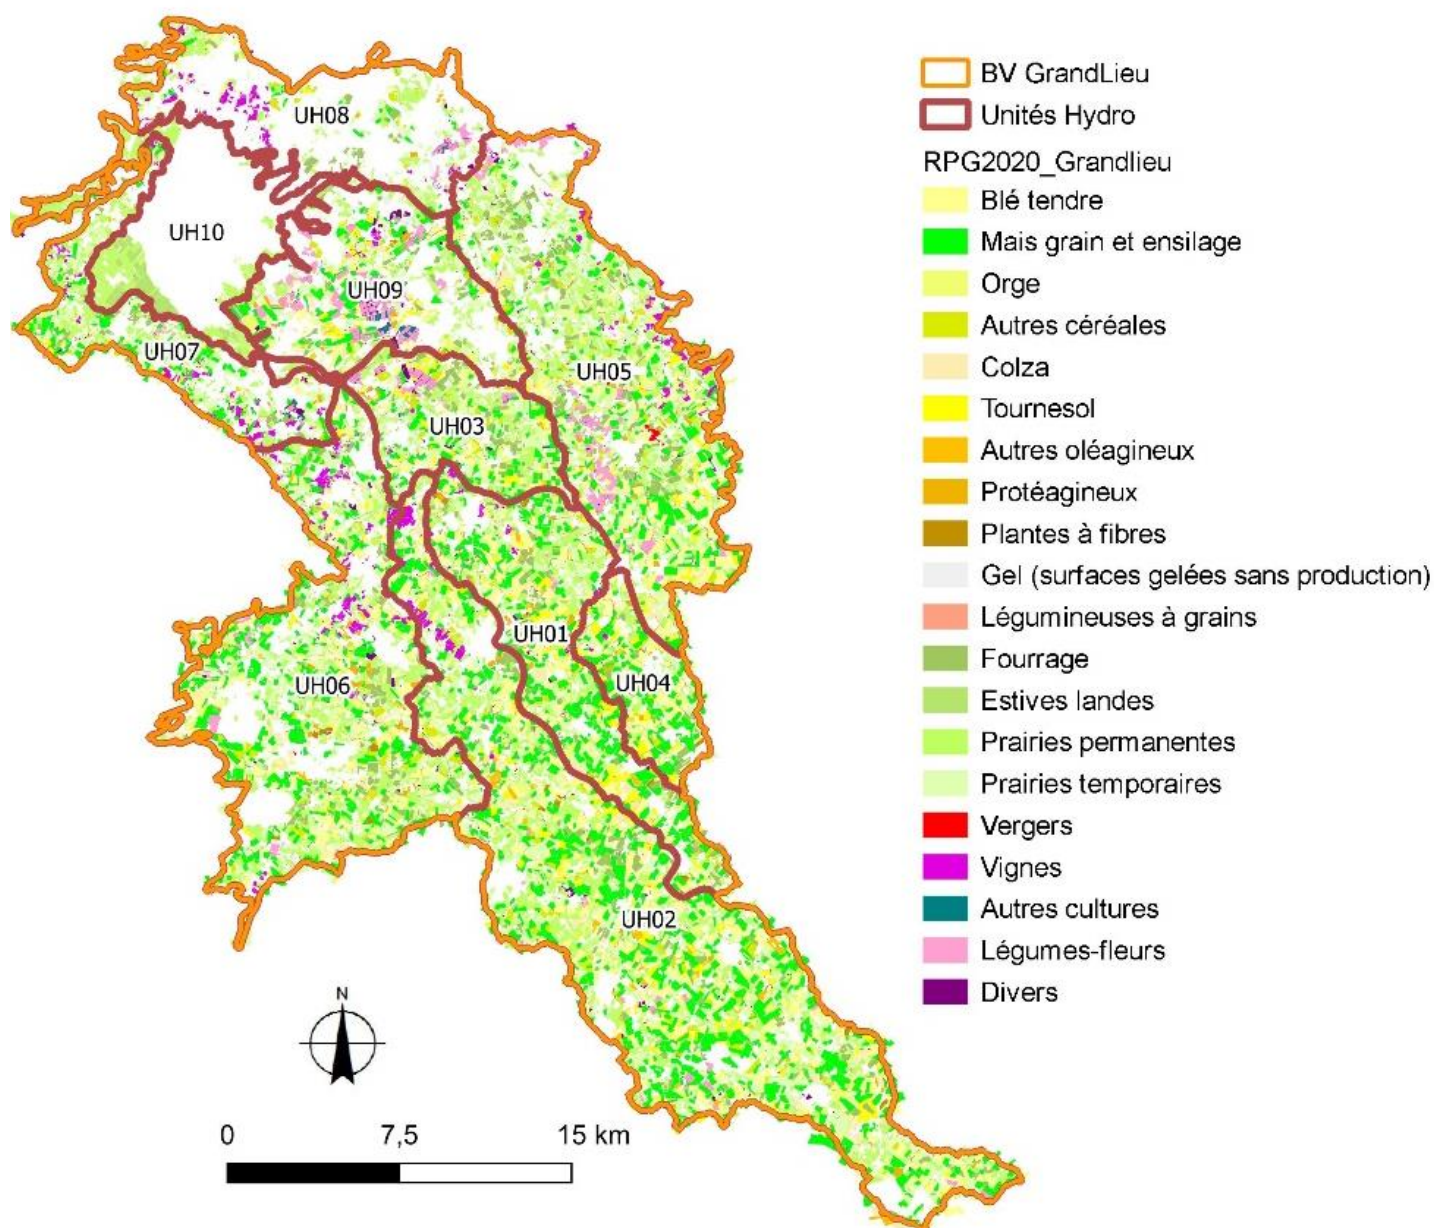 BV GrandLieu
Unités Hydro
RPG2020_Grandlieu
Blé tendre
Mais grain et ensilage
Orge
Autres céréales
Colza
Tournesol
Autres oléagineux
Protéagineux
Plantes à fibres
Gel (surfaces gelées sans production)
Légumineuses à grains
Fourrage
Estives landes
Prairies permanentes
Prairies temporaires
Vergers
Vignes
Autres cultures
Légumes-fleurs
Divers
UH08
UH10
UH09
UH07
UH05
UH03
UH01
UH04
UH06
UH02
N
0 7,5 15 km